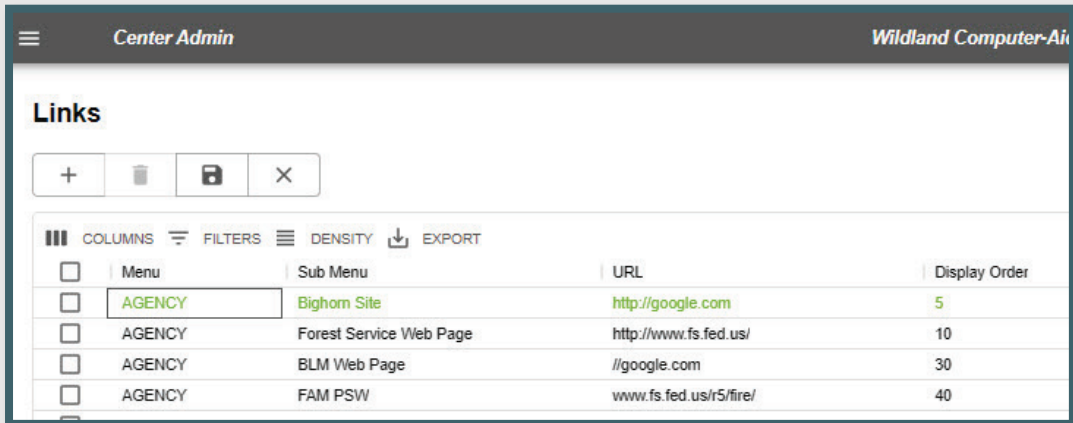 Center Admin Wildland Computer-Aid
Links
COLUMNS FILTERS DENSITY EXPORT
Menu Sub Menu URL Display Order
AGENCY Bighorn Site http://google.com 5
AGENCY Forest Service Web Page http://www.fs.fed.us/ 10
AGENCY BLM Web Page //google.com 30
AGENCY FAM PSW www.fs.fed.us/r5/fire/ 40